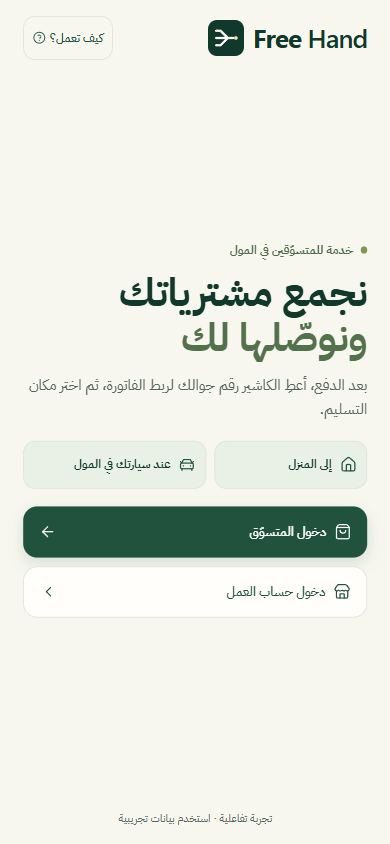 Free Hand
كيف تعمل؟
خدمة للمتسوّقين في المول
نجمع مشترياتك
ونوصّلها لك
بعد الدفع، أعطِ الكاشير رقم جوالك لربط الفاتورة، ثم اختر مكان
التسليم.
إلى المنزل
عند سيارتك في المول
دخول المتسوّق
دخول حساب العمل
تجربة تفاعلية · استخدم بيانات تجريبية